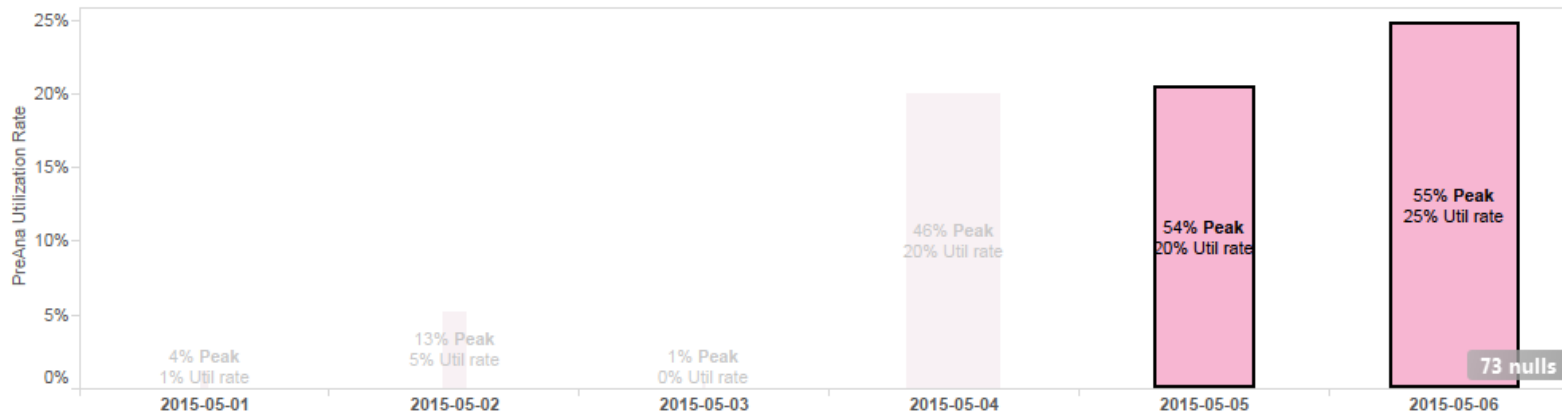 25%
20%
15%
10%
5%
0%
PreAna Utilization Rate
4% Peak
1% Util rate
13% Peak
5% Util rate
1% Peak
0% Util rate
46% Peak
20% Util rate
54% Peak
20% Util rate
55% Peak
25% Util rate
73 nulls
2015-05-01
2015-05-02
2015-05-03
2015-05-04
2015-05-05
2015-05-06